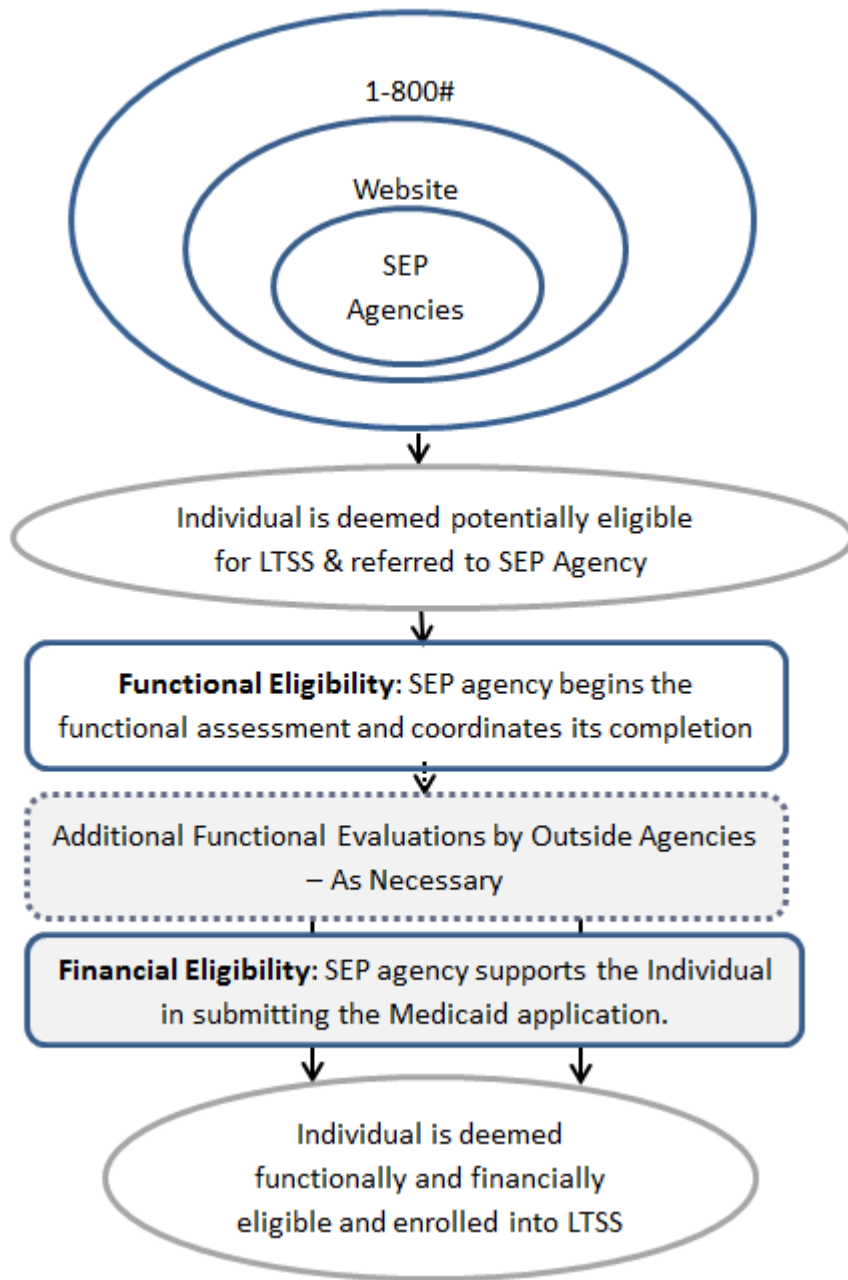 1-800#
Website
SEP
Agencies
Individual is deemed potentially eligible
for LTSS & referred to SEP Agency
Functional Eligibility: SEP agency begins the
functional assessment and coordinates its completion
Additional Functional Evaluations by Outside Agencies
– As Necessary
Financial Eligibility: SEP agency supports the Individual
in submitting the Medicaid application.
Individual is deemed
functionally and financially
eligible and enrolled into LTSS